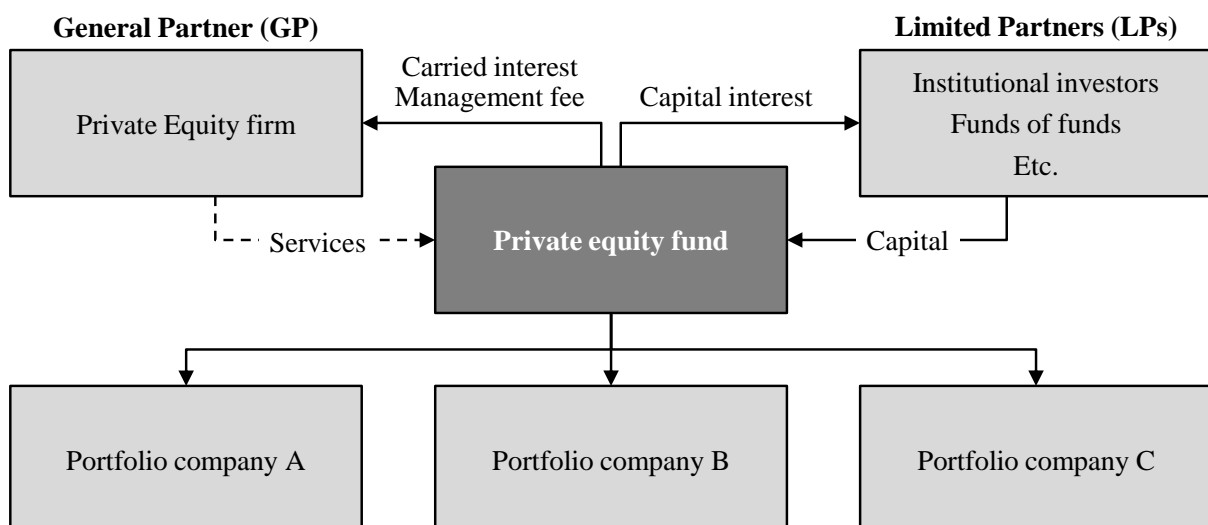 General Partner (GP)
Limited Partners (LPs)
Private Equity firm
Carried interest
Management fee
Capital interest
Institutional investors
Funds of funds
Etc.
Services
Private equity fund
Capital
Portfolio company A
Portfolio company B
Portfolio company C